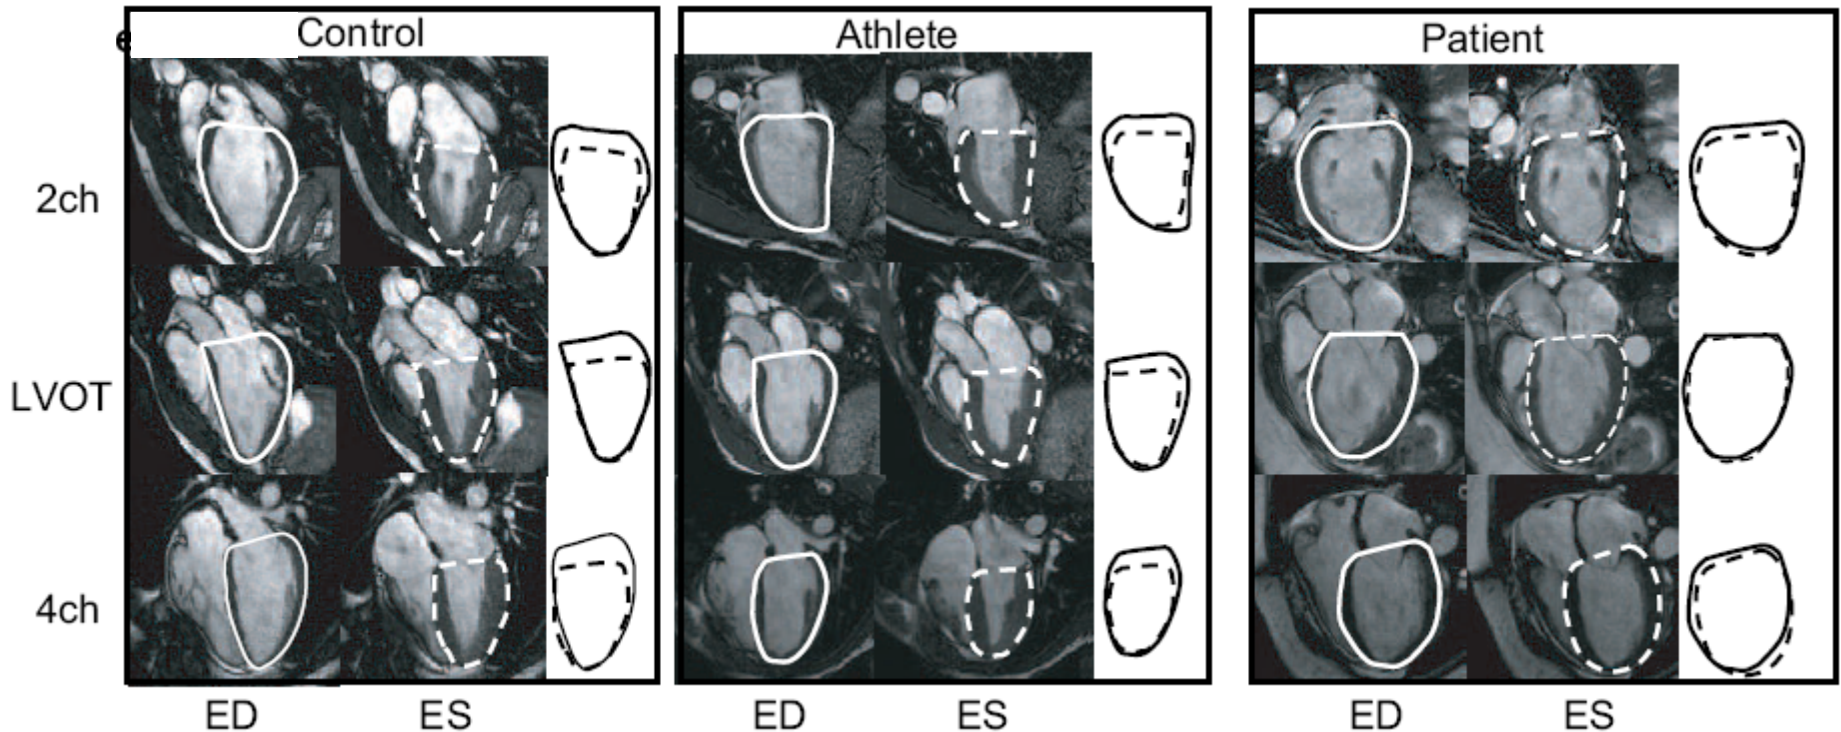 Control Athlete Patient
2ch
LVOT
4ch
ED ES ED ES ED ES